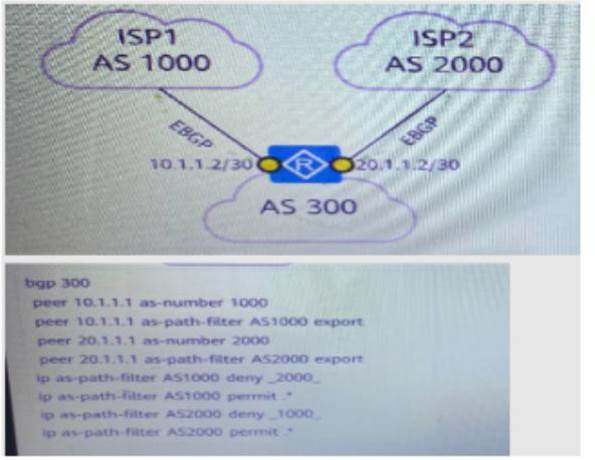 ISP1
AS 1000
ISP2
AS 2000
EBGP
EBGP
10.1.1.2/30
R
20.1.1.2/30
AS 300
bgp 300
peer 10.1.1.1 as-number 1000
peer 10.1.1.1 as-path-filter AS1000 export
peer 20.1.1.1 as-number 2000
peer 20.1.1.1 as-path-filter AS2000 export
ip as-path-filter AS1000 deny _2000_
ip as-path-filter AS1000 permit .*
ip as-path-filter AS2000 deny _1000_
ip as-path-filter AS2000 permit .*